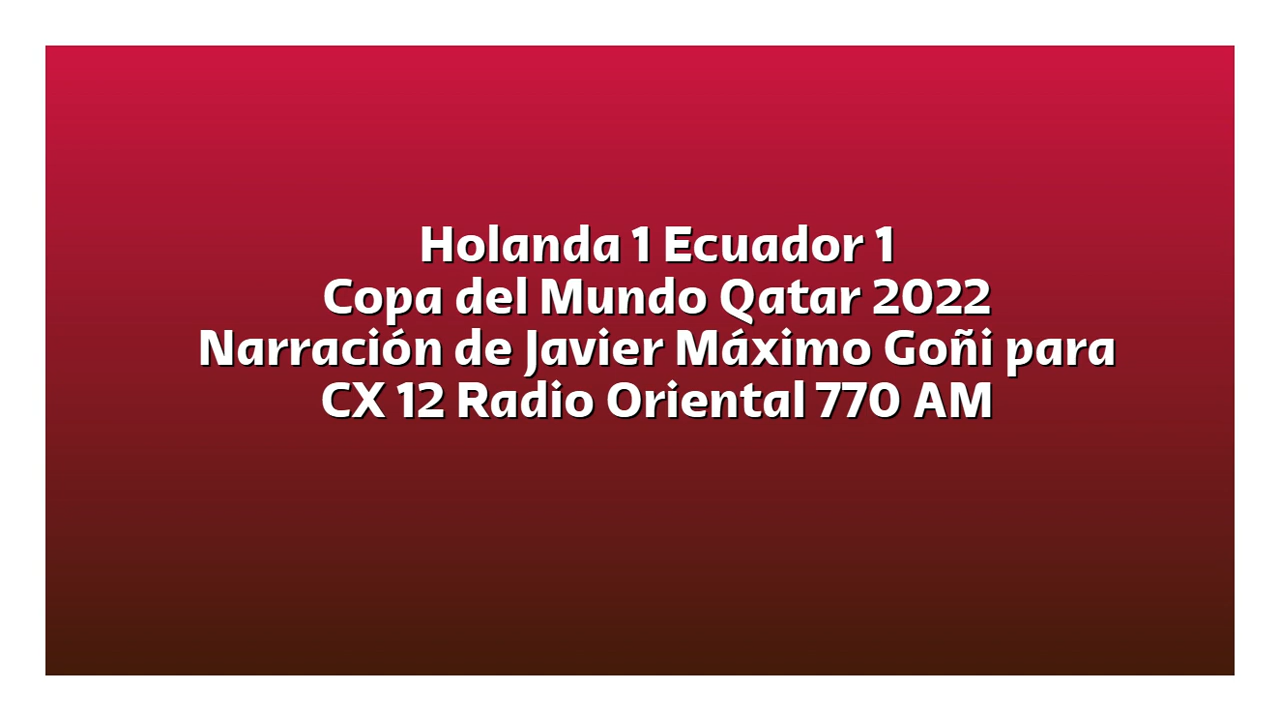 Holanda 1 Ecuador 1
Copa del Mundo Qatar 2022
Narración de Javier Máximo Goñi para
CX 12 Radio Oriental 770 AM